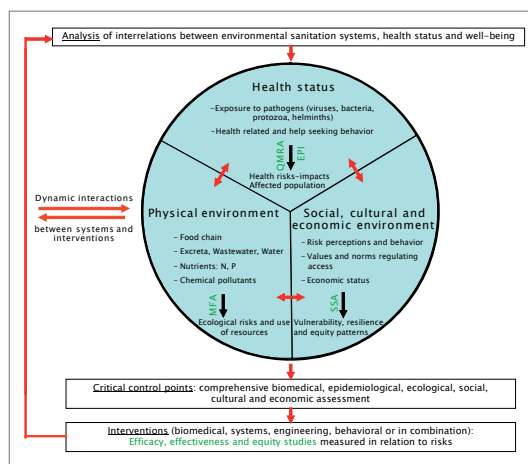 Analysis of interrelations between environmental sanitation systems, health status and well-being
Health status
-Exposure to pathogens (viruses, bacteria,
protozoa, helminths)
-Health related and help seeking behavior
QMRA
EPI
Health risks-impacts
Affected population
Dynamic interactions
between systems and
interventions
Physical environment
- Food chain
- Excreta, Wastewater, Water
- Nutrients: N, P
- Chemical pollutants
MFA
Ecological risks and use
of resources
Social, cultural and
economic environment
- Risk perceptions and behavior
- Values and norms regulating
access
- Economic status
SSA
Vulnerability, resilience
and equity patterns
Critical control points: comprehensive biomedical, epidemiological, ecological, social,
cultural and economic assessment
Interventions (biomedical, systems, engineering, behavioral or in combination):
Efficacy, effectiveness and equity studies measured in relation to risks